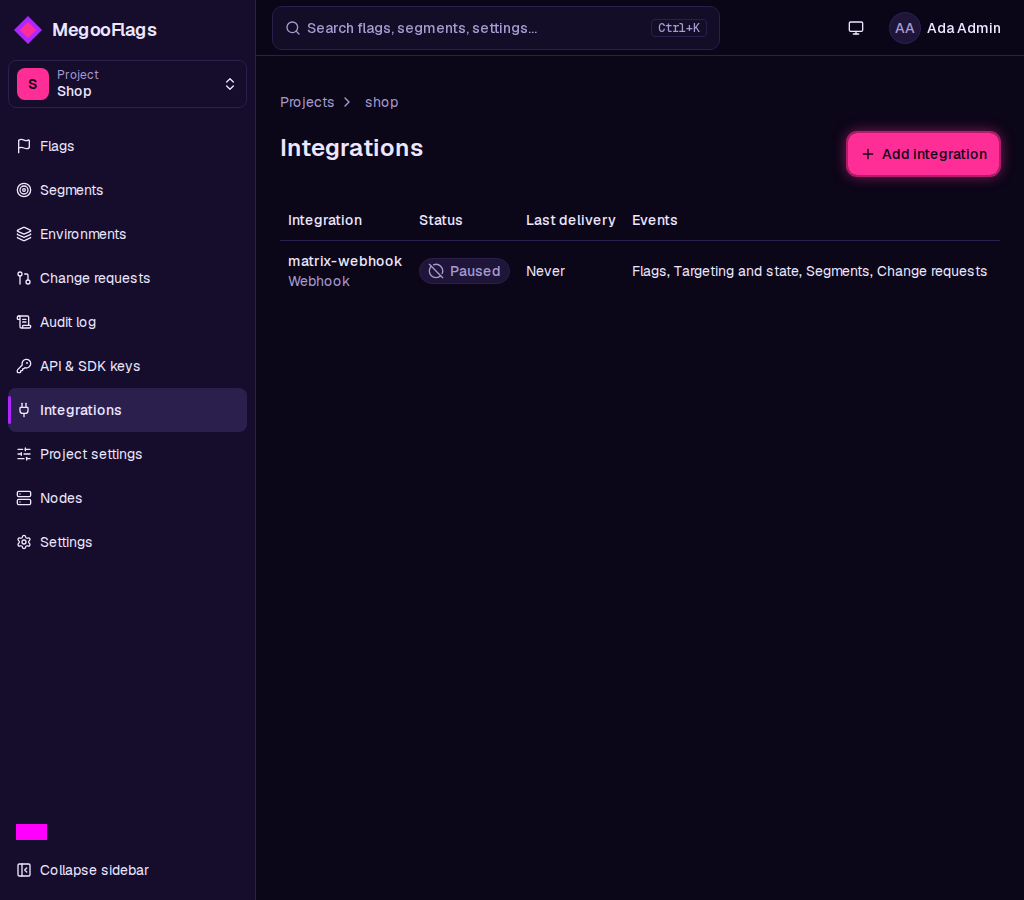 MegooFlags
Search flags, segments, settings...
Ctrl+K
AA
Ada Admin
S
Project
Shop
Flags
Segments
Environments
Change requests
Audit log
API & SDK keys
Integrations
Project settings
Nodes
Settings
Collapse sidebar
Projects
shop
Integrations
Add integration
Integration Status Last delivery Events
matrix-webhook
Webhook
Paused
Never
Flags, Targeting and state, Segments, Change requests